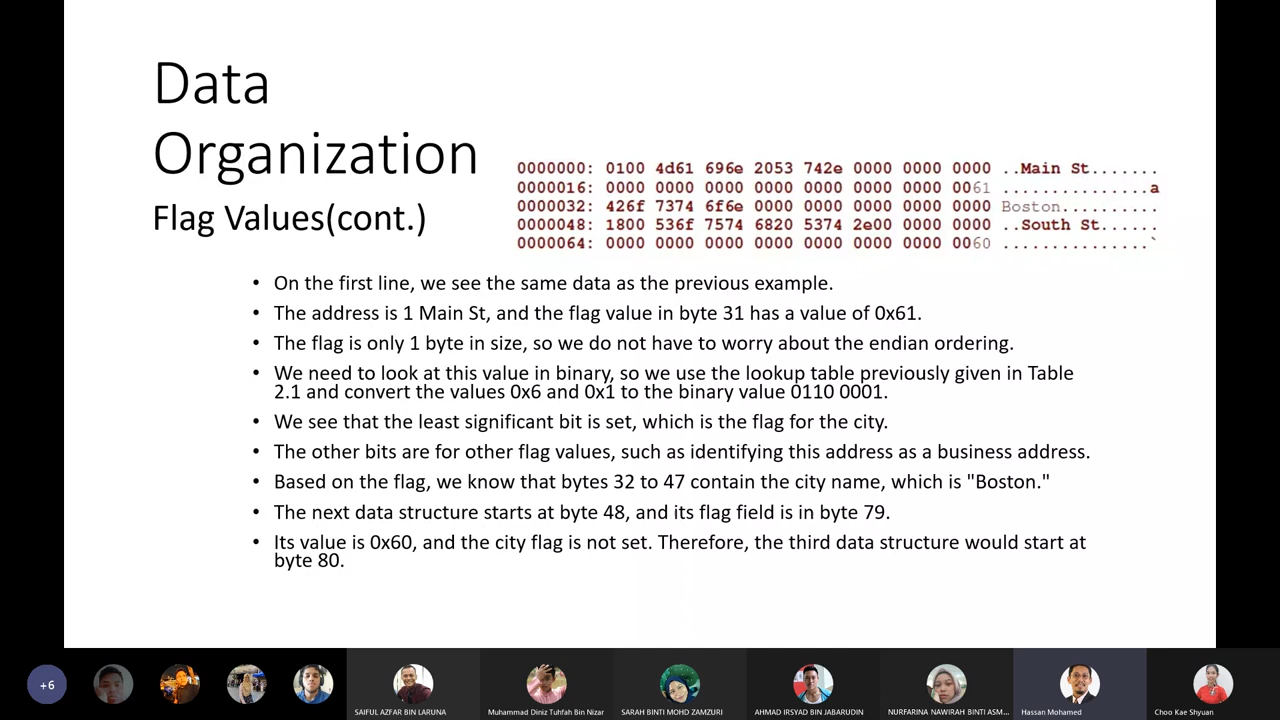 Data
Organization
Flag Values(cont.)
0000000: 0100 4d61 696e 2053 742e 0000 0000 0000 ..Main St.......
0000016: 0000 0000 0000 0000 0000 0000 0000 0061 ...............a
0000032: 426f 7374 6f6e 0000 0000 0000 0000 0000 Boston..........
0000048: 1800 536f 7574 6820 5374 2e00 0000 0000 ..South St......
0000064: 0000 0000 0000 0000 0000 0000 0000 0060 ...............`
• On the first line, we see the same data as the previous example.
• The address is 1 Main St, and the flag value in byte 31 has a value of 0x61.
• The flag is only 1 byte in size, so we do not have to worry about the endian ordering.
• We need to look at this value in binary, so we use the lookup table previously given in Table
2.1 and convert the values 0x6 and 0x1 to the binary value 0110 0001.
• We see that the least significant bit is set, which is the flag for the city.
• The other bits are for other flag values, such as identifying this address as a business address.
• Based on the flag, we know that bytes 32 to 47 contain the city name, which is "Boston."
• The next data structure starts at byte 48, and its flag field is in byte 79.
• Its value is 0x60, and the city flag is not set. Therefore, the third data structure would start at
byte 80.
+6
SAIFUL AZFAR BIN LARUNA
Muhammad Diniz Tuhfah Bin Nizar
SARAH BINTI MOHD ZAMZURI
AHMAD IRSYAD BIN JABARUDIN
NURFARINA NAWIRAH BINTI ASM...
Hassan Mohamed
Choo Kae Shyuan